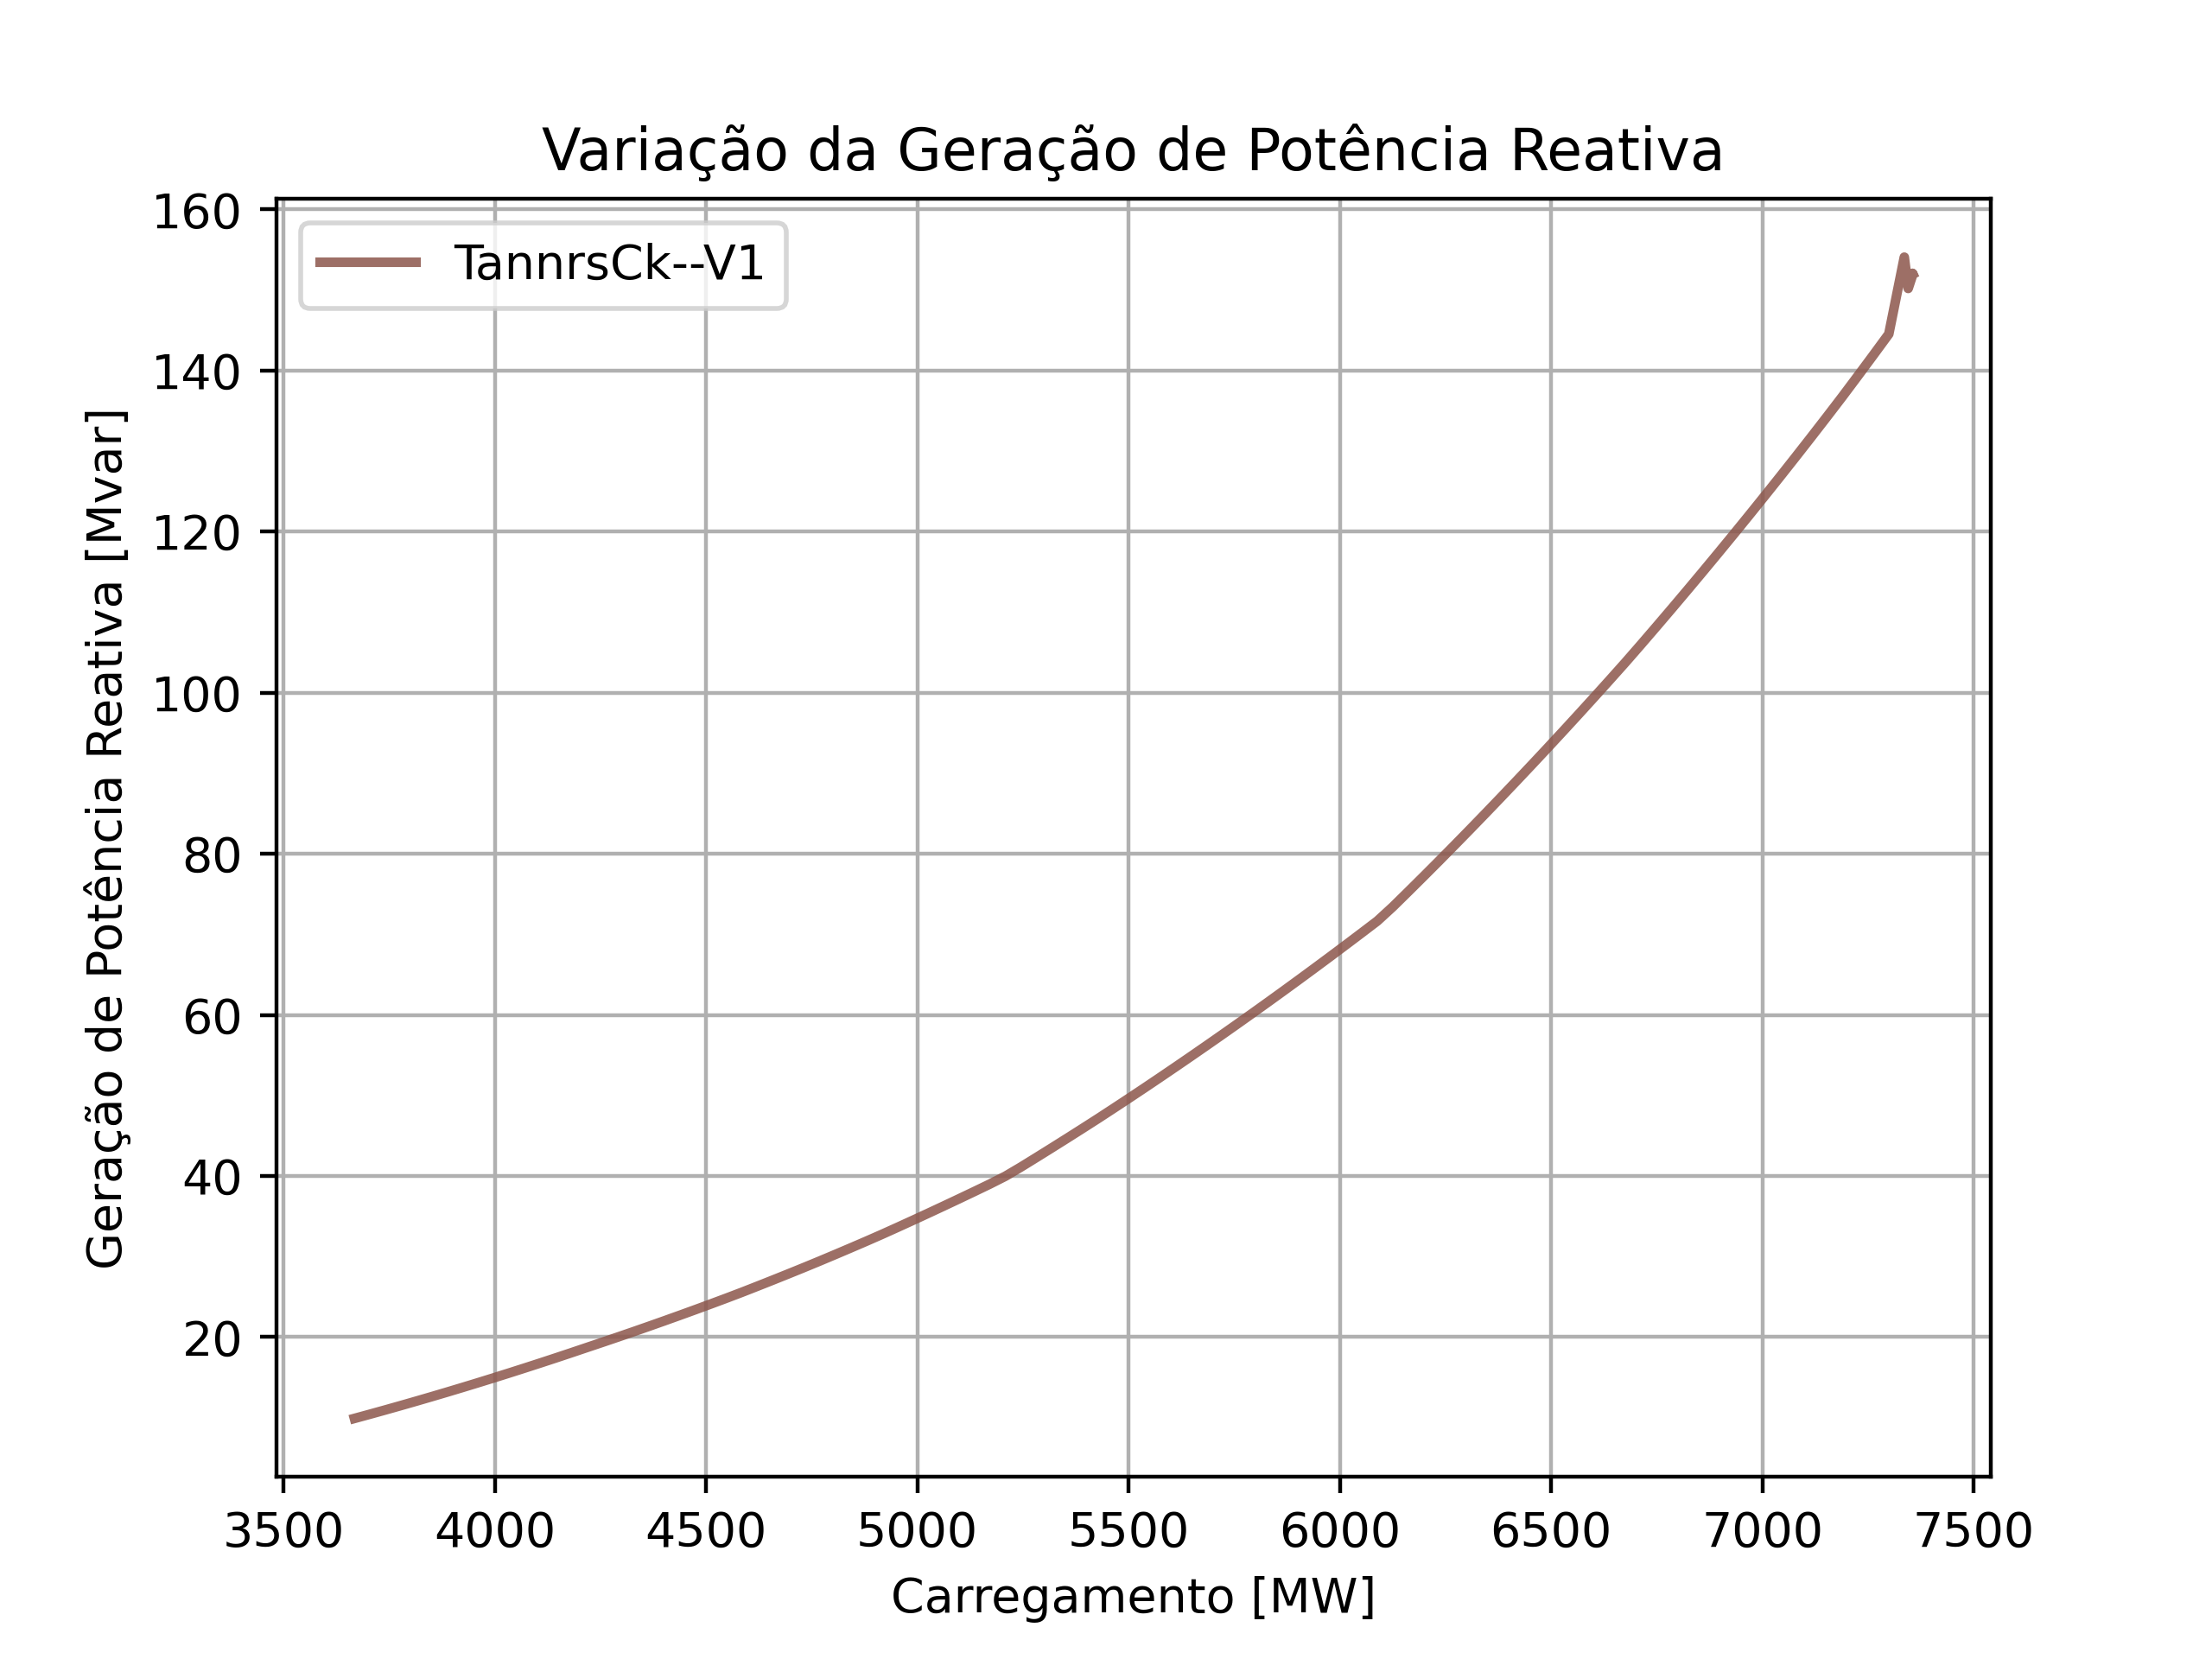 Variação da Geração de Potência Reativa
TannrsCk--V1
Geração de Potência Reativa [Mvar]
160
140
120
100
80
60
40
20
3500 4000 4500 5000 5500 6000 6500 7000 7500
Carregamento [MW]